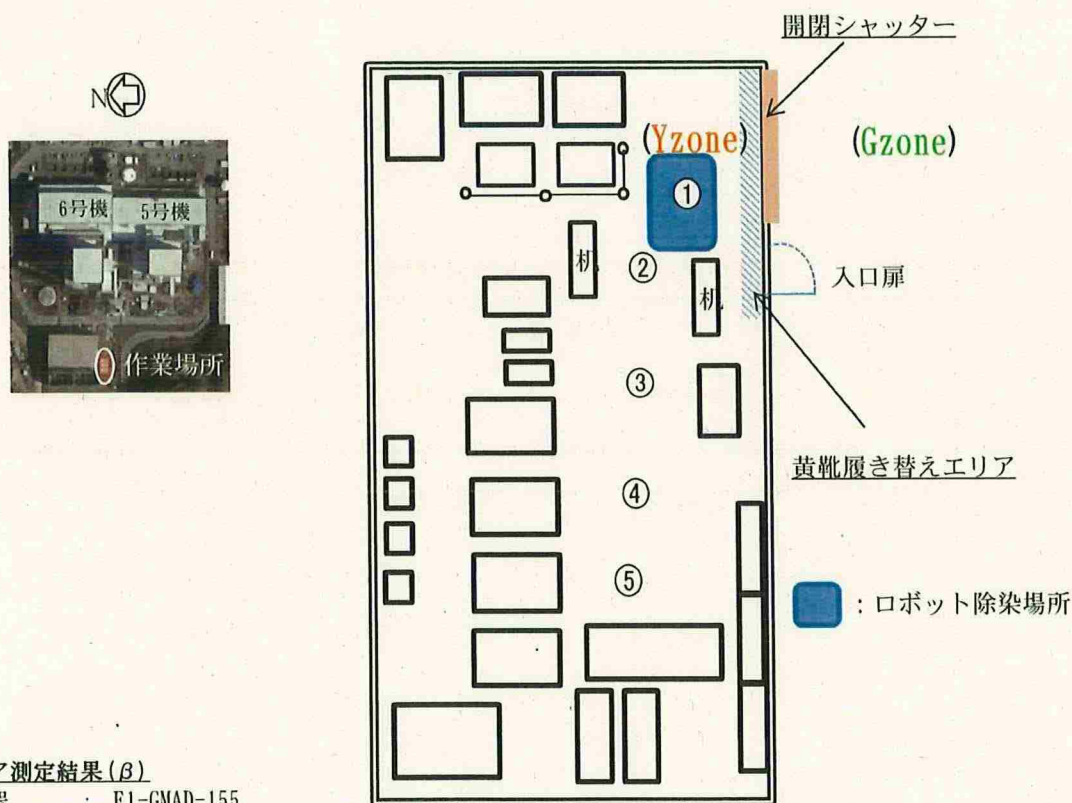 開閉シャッター
N
(Yzone)
(Gzone)
6号機
5号機
①
机
②
机
入口扉
作業場所
③
黄靴履き替えエリア
④
⑤
：ロボット除染場所
ア測定結果(β)
: F1-GMAD-155